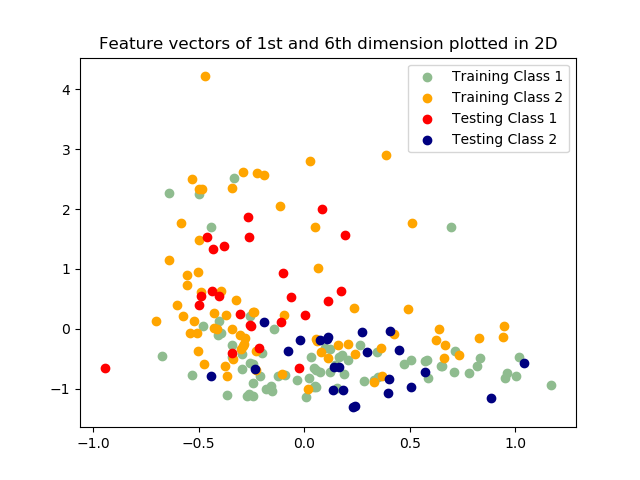 Feature vectors of 1st and 6th dimension plotted in 2D
Training Class 1
Training Class 2
Testing Class 1
Testing Class 2
4
3
2
1
0
−1
−1.0 −0.5 0.0 0.5 1.0